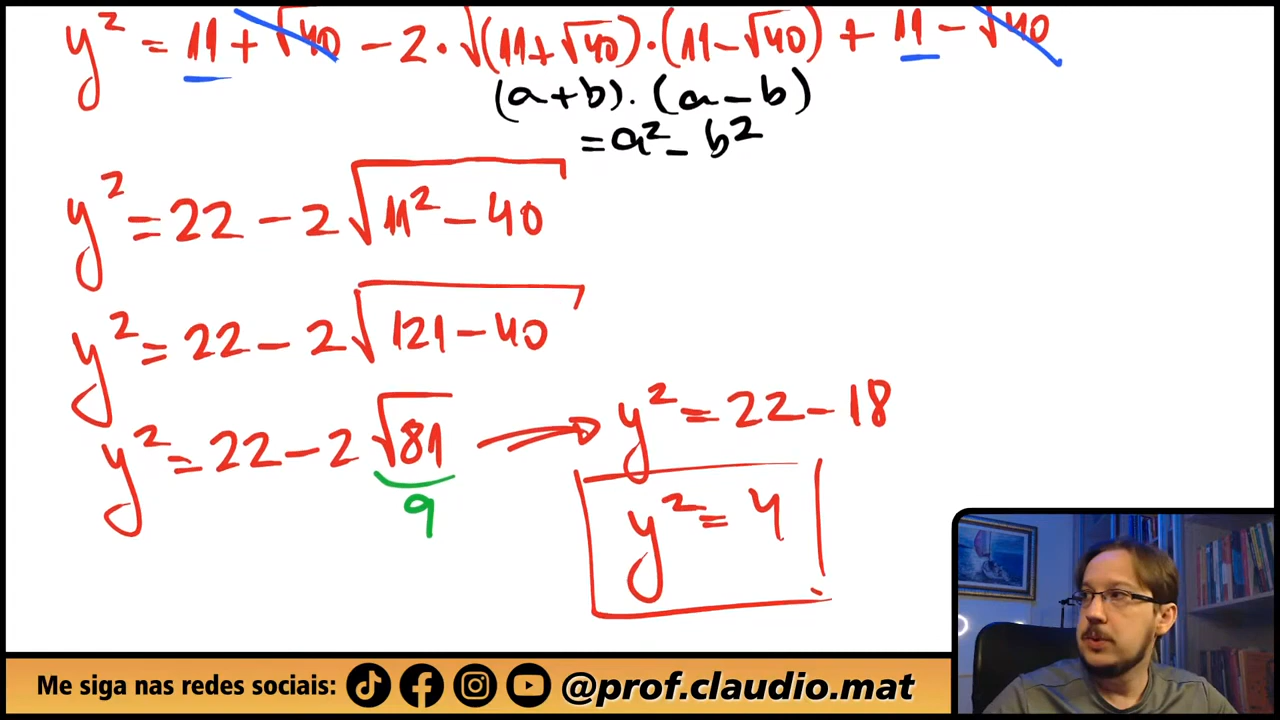 y² = 11 + √40 − 2 · √(11+√40)·(11−√40) + 11 − √40
(a+b)·(a−b)
= a² − b²
y² = 22 − 2√11² − 40
y² = 22 − 2√121 − 40
y² = 22 − 2√81
9
y² = 22 − 18
y² = 4
Me siga nas redes sociais: @prof.claudio.mat